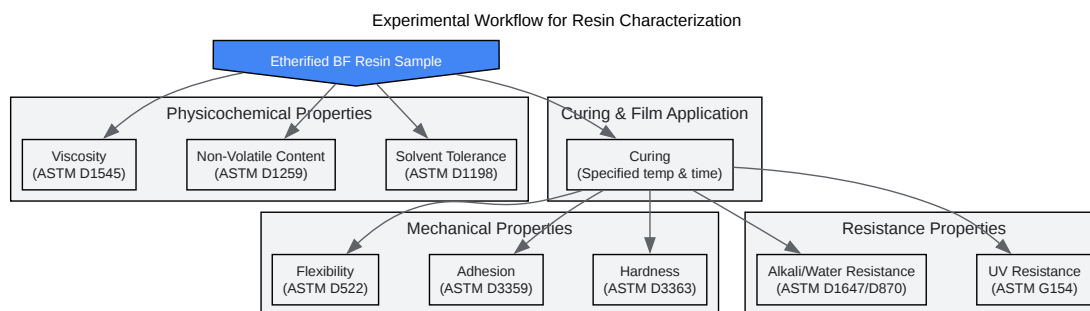 Experimental Workflow for Resin Characterization
Etherified BF Resin Sample
Physicochemical Properties
Curing & Film Application
Viscosity
(ASTM D1545)
Non-Volatile Content
(ASTM D1259)
Solvent Tolerance
(ASTM D1198)
Curing
(Specified temp & time)
Mechanical Properties
Resistance Properties
Flexibility
(ASTM D522)
Adhesion
(ASTM D3359)
Hardness
(ASTM D3363)
Alkali/Water Resistance
(ASTM D1647/D870)
UV Resistance
(ASTM G154)